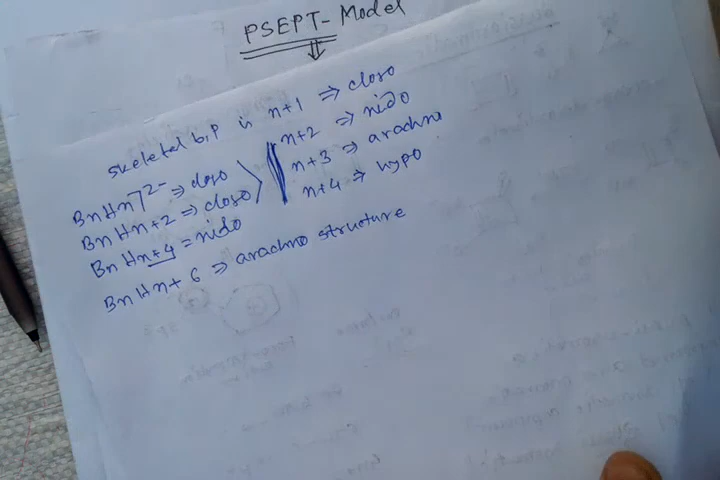 PSEPT-Model
skeletal b.P is n+1 ⇒ closo
n+2 ⇒ nido
n+3 ⇒ arachno
n+4 ⇒ hypo
BnHn]2- ⇒ closo
BnHn+2 ⇒ closo
BnHn+4 = nido
BnHn+6 ⇒ arachno structure